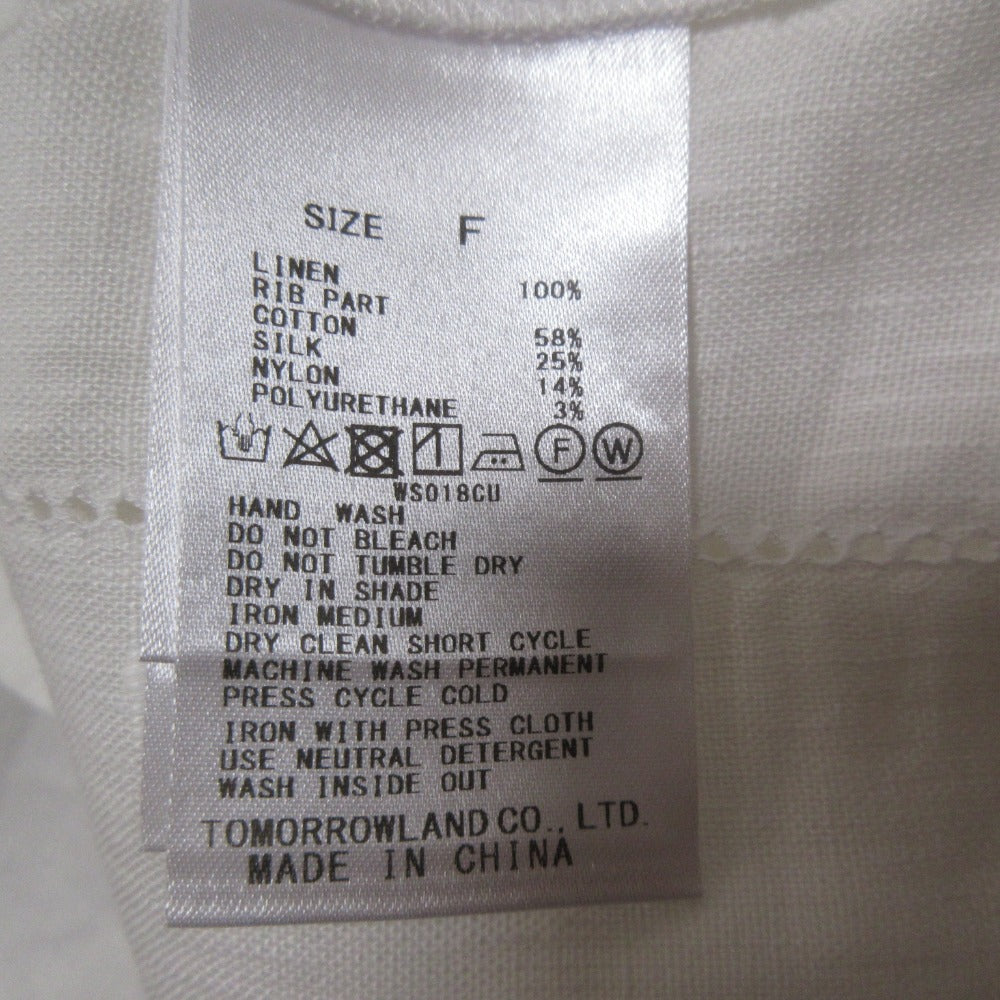 SIZE F
LINEN 100%
RIB PART
COTTON 58%
SILK 25%
NYLON 14%
POLYURETHANE 3%
F W
WS018CU
HAND WASH
DO NOT BLEACH
DO NOT TUMBLE DRY
DRY IN SHADE
IRON MEDIUM
DRY CLEAN SHORT CYCLE
MACHINE WASH PERMANENT
PRESS CYCLE COLD
IRON WITH PRESS CLOTH
USE NEUTRAL DETERGENT
WASH INSIDE OUT
TOMORROWLAND CO., LTD.
MADE IN CHINA